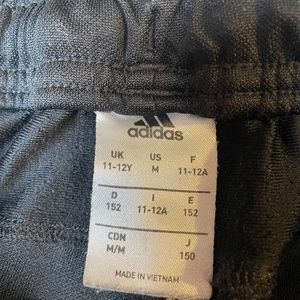 adidas
UK US F
11-12Y M 11-12A
D I E
152 11-12A 152
CDN J
M/M 150
MADE IN VIETNAM